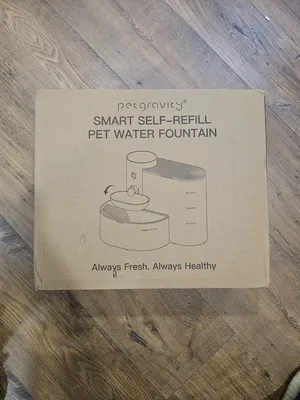 petgravity®
SMART SELF-REFILL
PET WATER FOUNTAIN
Always Fresh. Always Healthy